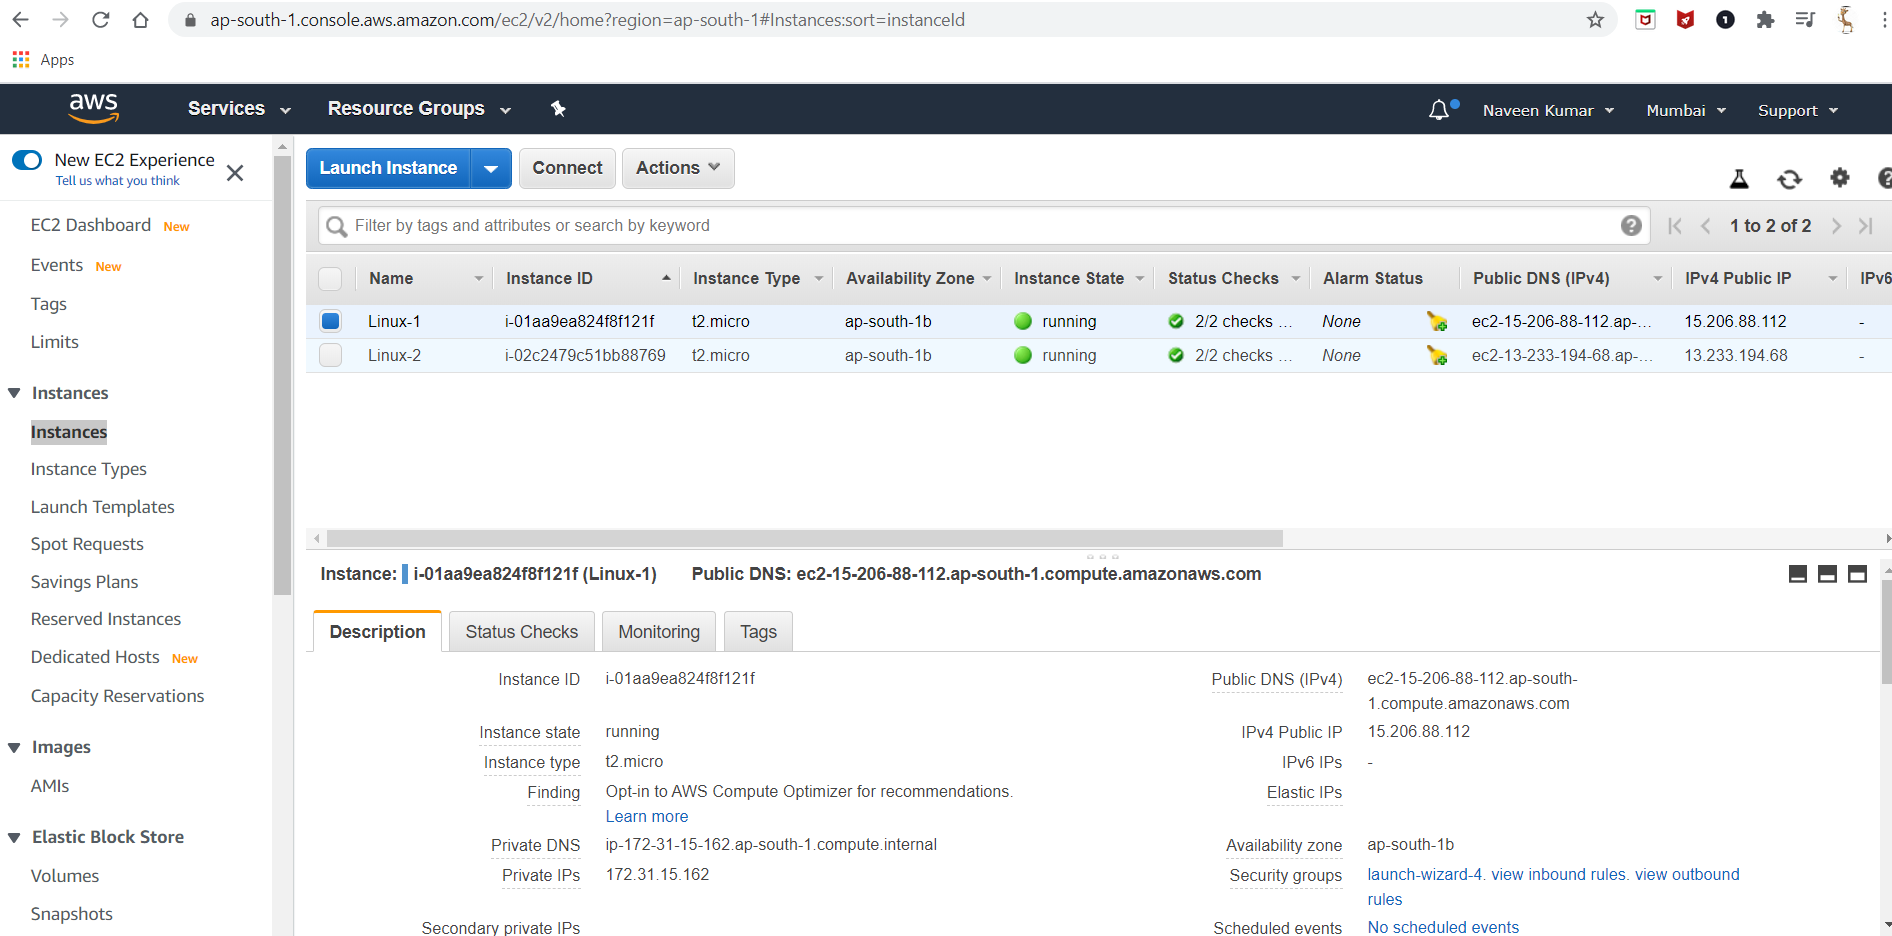 ap-south-1.console.aws.amazon.com/ec2/v2/home?region=ap-south-1#Instances:sort=instanceId
Apps
aws Services Resource Groups Naveen Kumar Mumbai Support
New EC2 Experience
Tell us what you think
EC2 Dashboard New
Events New
Tags
Limits
Instances
Instances
Instance Types
Launch Templates
Spot Requests
Savings Plans
Reserved Instances
Dedicated Hosts New
Capacity Reservations
Images
AMIs
Elastic Block Store
Volumes
Snapshots
Launch Instance Connect Actions
Filter by tags and attributes or search by keyword 1 to 2 of 2
Name Instance ID Instance Type Availability Zone Instance State Status Checks Alarm Status Public DNS (IPv4) IPv4 Public IP IPv6
Linux-1 i-01aa9ea824f8f121f t2.micro ap-south-1b running 2/2 checks ... None ec2-15-206-88-112.ap-... 15.206.88.112 -
Linux-2 i-02c2479c51bb88769 t2.micro ap-south-1b running 2/2 checks ... None ec2-13-233-194-68.ap-... 13.233.194.68 -
Instance: i-01aa9ea824f8f121f (Linux-1) Public DNS: ec2-15-206-88-112.ap-south-1.compute.amazonaws.com
Description Status Checks Monitoring Tags
Instance ID i-01aa9ea824f8f121f
Instance state running
Instance type t2.micro
Finding Opt-in to AWS Compute Optimizer for recommendations.
Learn more
Private DNS ip-172-31-15-162.ap-south-1.compute.internal
Private IPs 172.31.15.162
Secondary private IPs
Public DNS (IPv4) ec2-15-206-88-112.ap-south-
1.compute.amazonaws.com
IPv4 Public IP 15.206.88.112
IPv6 IPs -
Elastic IPs
Availability zone ap-south-1b
Security groups launch-wizard-4. view inbound rules. view outbound
rules
Scheduled events No scheduled events